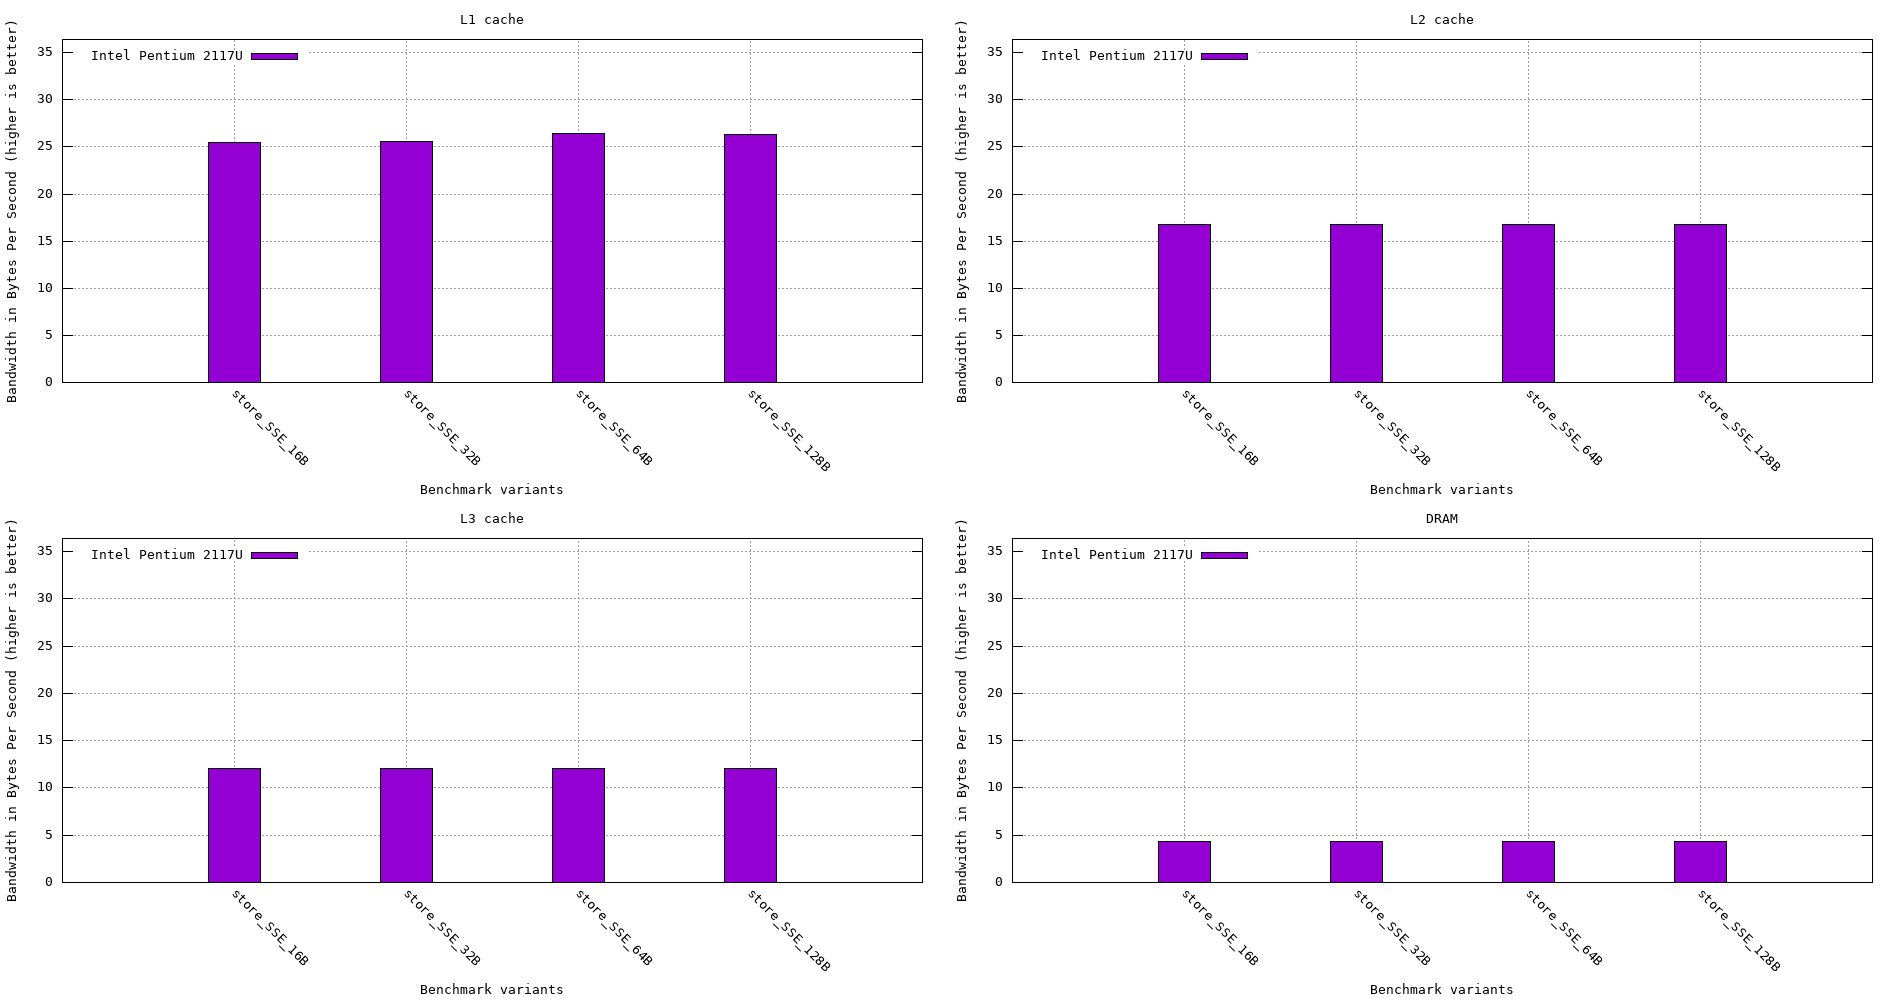 L1 cache
Bandwidth in Bytes Per Second (higher is better)
Intel Pentium 2117U
35
30
25
20
15
10
5
0
store_SSE_16B
store_SSE_32B
store_SSE_64B
store_SSE_128B
Benchmark variants
L2 cache
Bandwidth in Bytes Per Second (higher is better)
Intel Pentium 2117U
35
30
25
20
15
10
5
0
store_SSE_16B
store_SSE_32B
store_SSE_64B
store_SSE_128B
Benchmark variants
L3 cache
Bandwidth in Bytes Per Second (higher is better)
Intel Pentium 2117U
35
30
25
20
15
10
5
0
store_SSE_16B
store_SSE_32B
store_SSE_64B
store_SSE_128B
Benchmark variants
DRAM
Bandwidth in Bytes Per Second (higher is better)
Intel Pentium 2117U
35
30
25
20
15
10
5
0
store_SSE_16B
store_SSE_32B
store_SSE_64B
store_SSE_128B
Benchmark variants